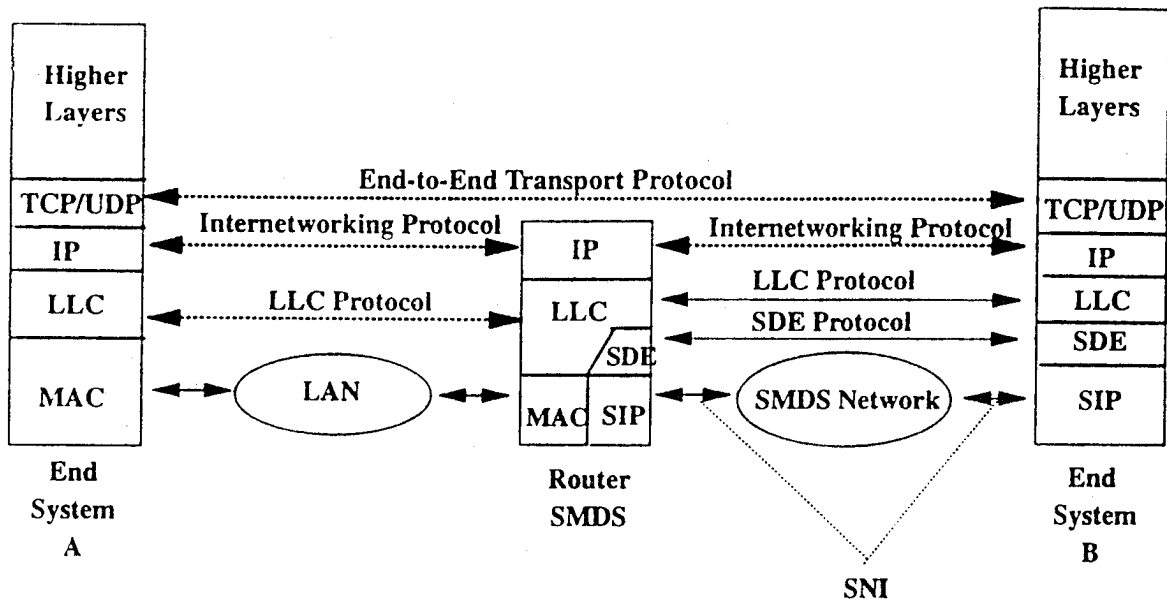 Higher
Layers
TCP/UDP
IP
LLC
MAC
End
System
A
End-to-End Transport Protocol
Internetworking Protocol
LLC Protocol
LAN
IP
LLC
SDE
MAC
SIP
Router
SMDS
Internetworking Protocol
LLC Protocol
SDE Protocol
SMDS Network
SNI
Higher
Layers
TCP/UDP
IP
LLC
SDE
SIP
End
System
B